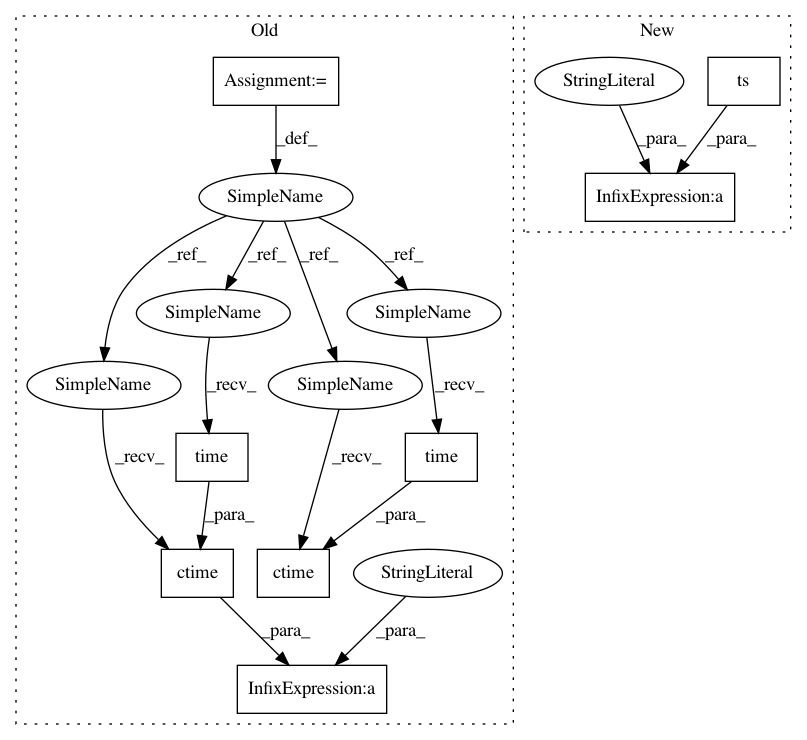 Old
New
Assignment:=
StringLiteral
ts
_def_
_para_
_para_
SimpleName
InfixExpression:a
_ref_
_ref_
_ref_
_ref_
SimpleName
SimpleName
SimpleName
SimpleName
_recv_
_recv_
_recv_
time
_recv_
time
_para_
_para_
ctime
ctime
StringLiteral
_para_
_para_
InfixExpression:a